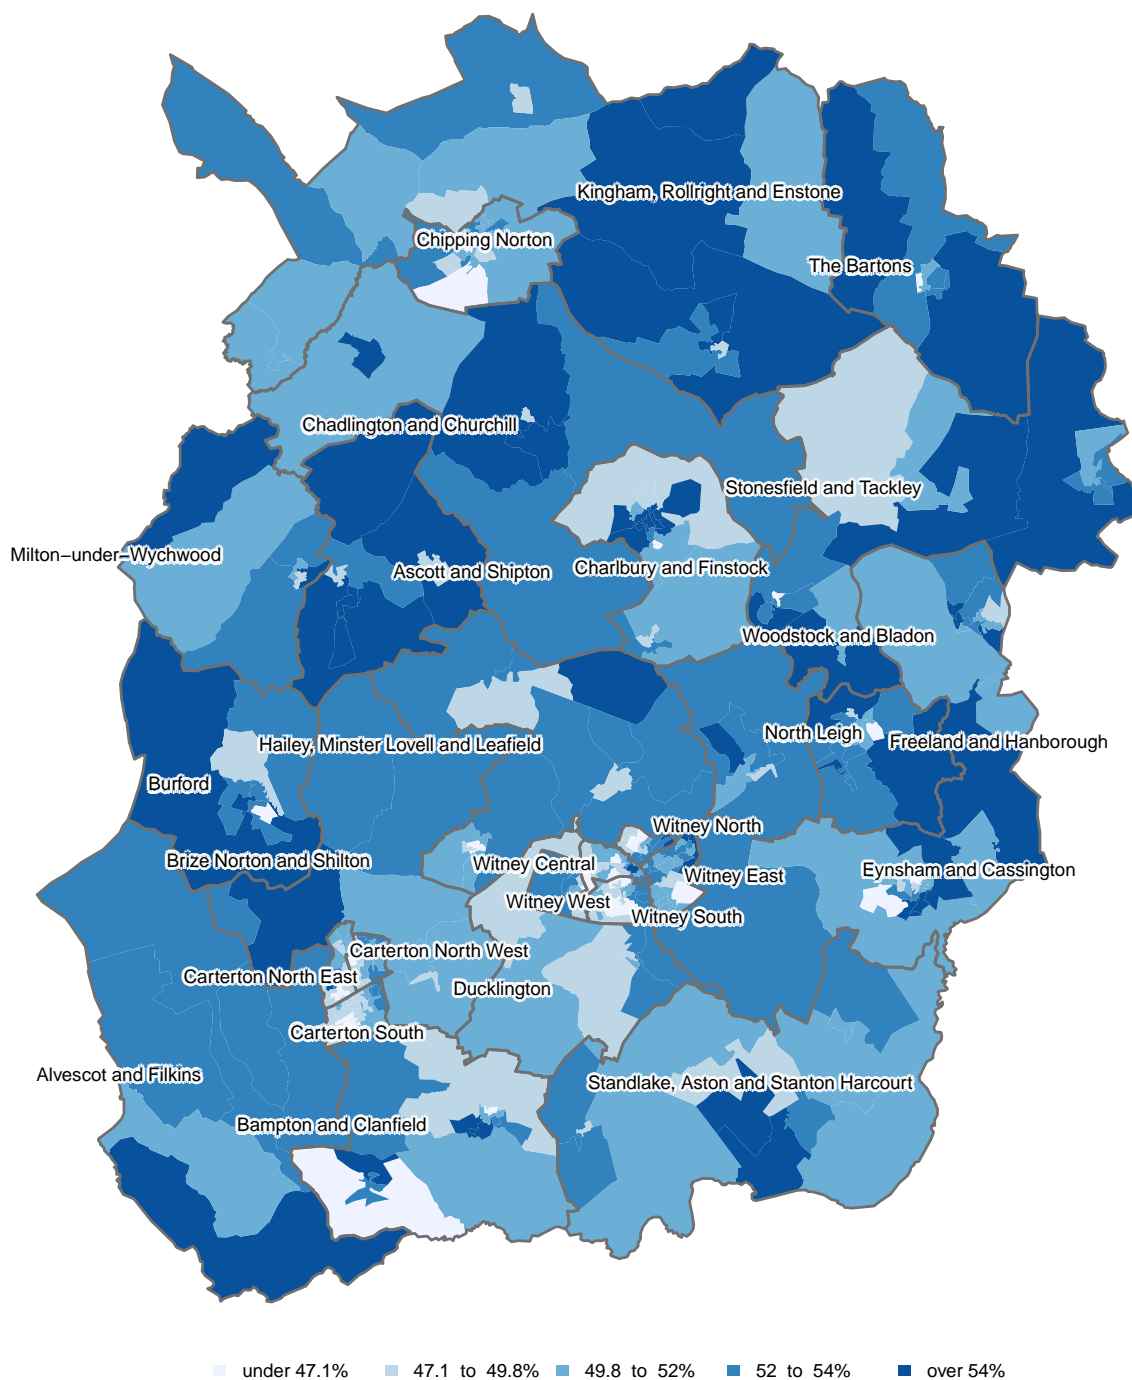 Kingham, Rollright and Enstone
Chipping Norton
The Bartons
Chadlington and Churchill
Stonesfield and Tackley
Milton−under−Wychwood
Ascott and Shipton
Charlbury and Finstock
Woodstock and Bladon
North Leigh
Freeland and Hanborough
Hailey, Minster Lovell and Leafield
Burford
Witney North
Brize Norton and Shilton
Witney Central
Witney East
Eynsham and Cassington
Witney West
Witney South
Carterton North West
Carterton North East
Ducklington
Carterton South
Alvescot and Filkins
Standlake, Aston and Stanton Harcourt
Bampton and Clanfield
under 47.1% 47.1 to 49.8% 49.8 to 52% 52 to 54% over 54%